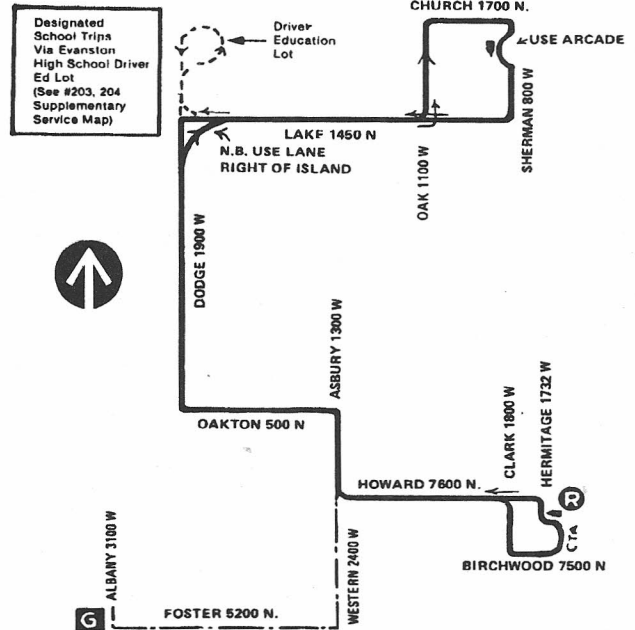 CHURCH 1700 N.
Designated
School Trips
Via Evanston
High School Driver
Ed Lot
(See #203, 204
Supplementary
Service Map)
Driver
Education
Lot
USE ARCADE
SHERMAN 800 W
LAKE 1450 N
N.B. USE LANE
RIGHT OF ISLAND
OAK 1100 W
DODGE 1900 W
ASBURY 1300 W
OAKTON 500 N
CLARK 1800 W
HERMITAGE 1732 W
HOWARD 7600 N.
R
CTA
BIRCHWOOD 7500 N
ALBANY 3100 W
WESTERN 2400 W
FOSTER 5200 N.
G